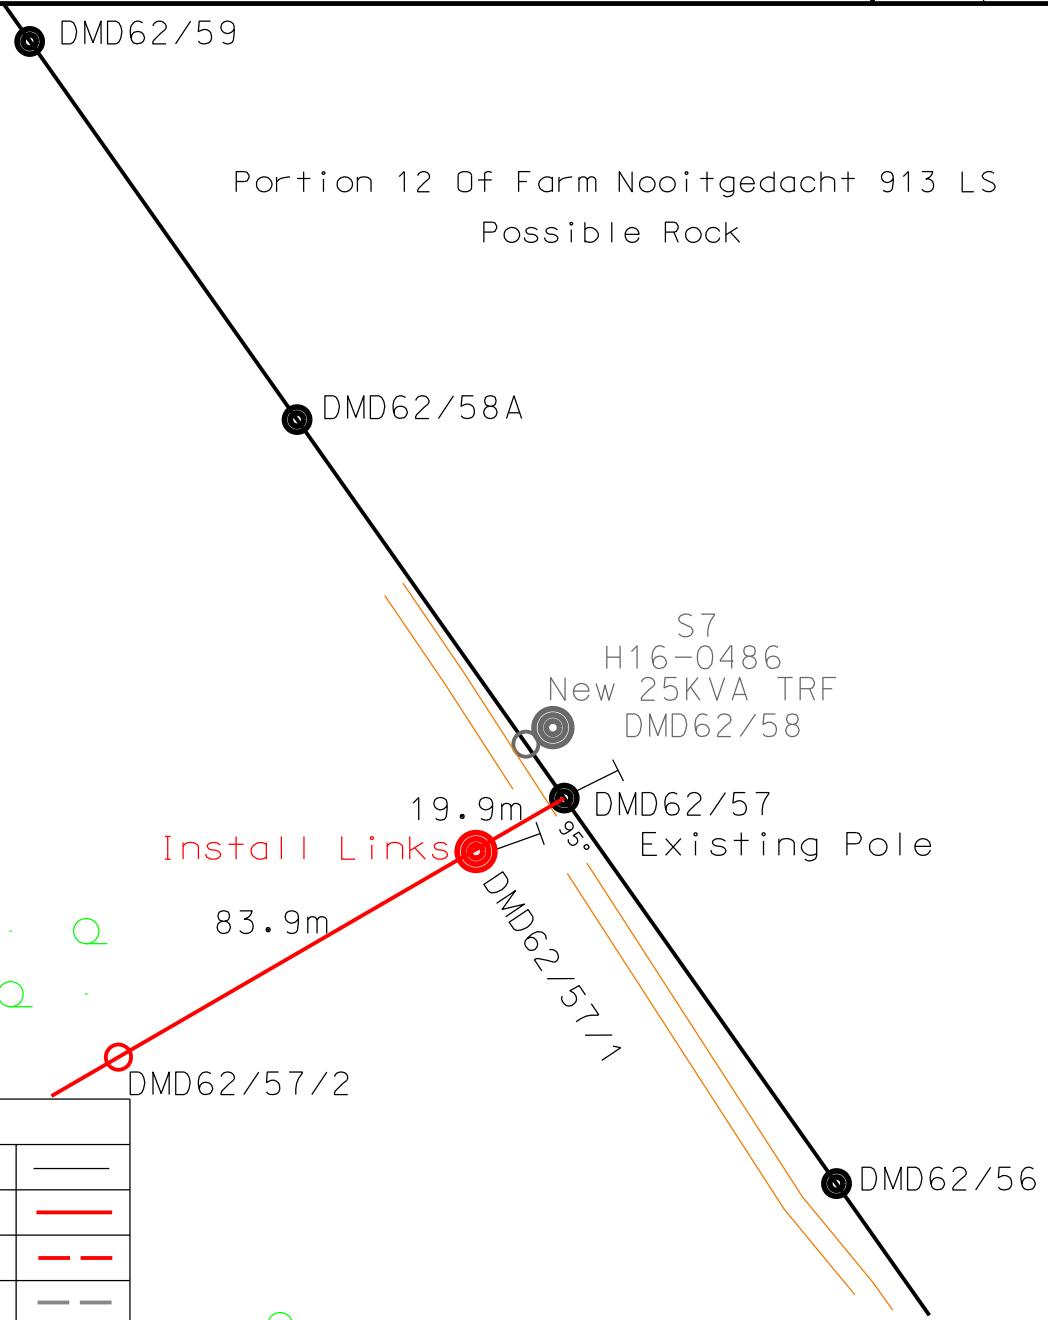 DMD62/59
Portion 12 Of Farm Nooitgedacht 913 LS
Possible Rock
DMD62/58A
S7
H16-0486
New 25KVA TRF
DMD62/58
19.9m
DMD62/57
95°
Existing Pole
Install Links
DMD62/57/1
83.9m
DMD62/57/2
DMD62/56